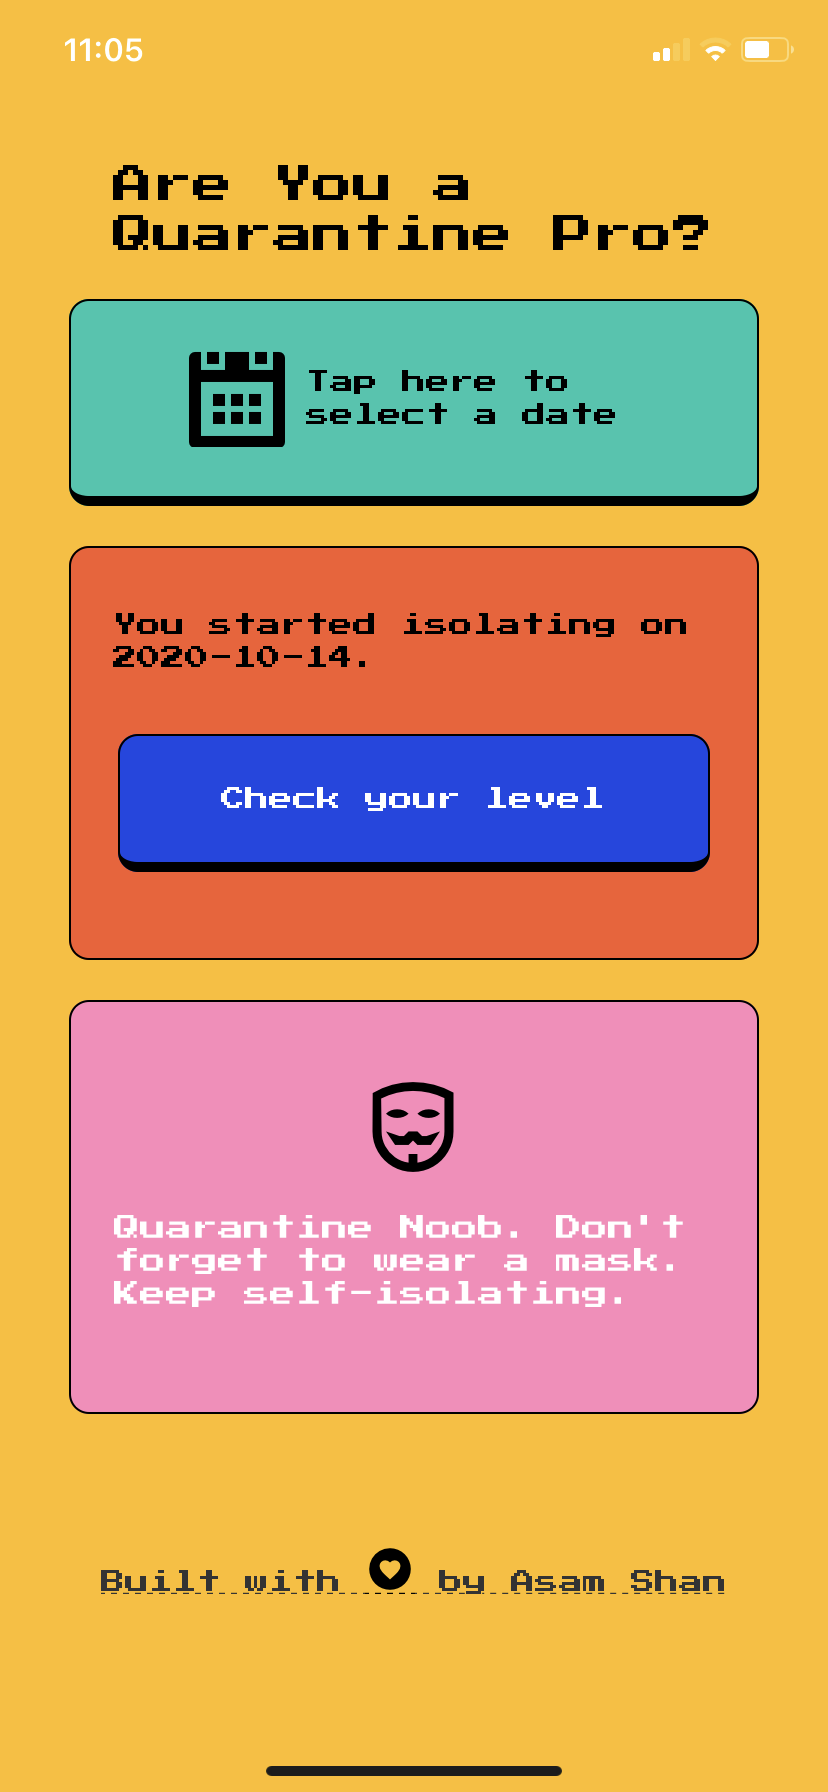 11:05
Are You a
Quarantine Pro?
Tap here to
select a date
You started isolating on
2020-10-14.
Check your level
Quarantine Noob. Don't
forget to wear a mask.
Keep self-isolating.
Built with by Asam Shan